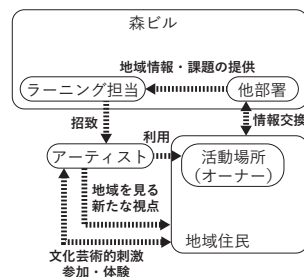 森ビル
地域情報・課題の提供
ラーニング担当
他部署
招致
情報交換
利用
アーティスト
活動場所
(オーナー)
地域を見る
新たな視点
地域住民
文化芸術的刺激
参加・体験